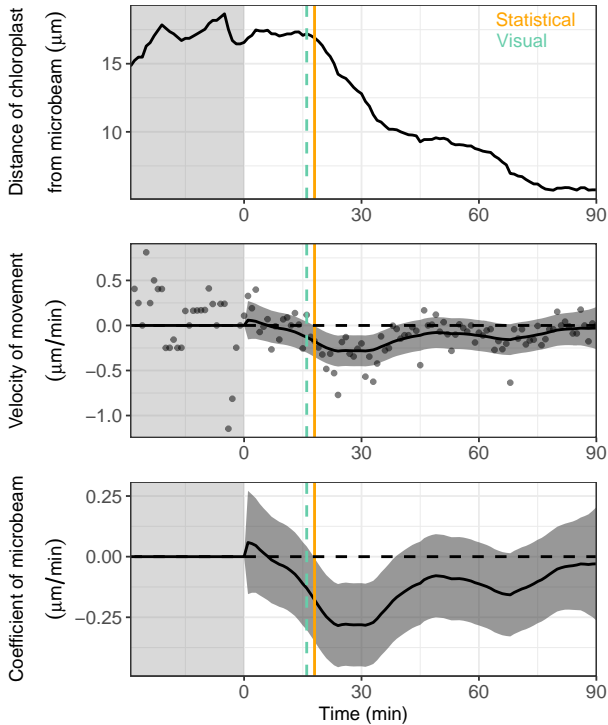 Distance of chloroplast
from microbeam (μm)
Statistical
Visual
15
10
0
30
60
90
Velocity of movement
(μm/min)
0.5
0.0
−0.5
−1.0
0
30
60
90
Coefficient of microbeam
(μm/min)
0.25
0.00
−0.25
0
30
60
90
Time (min)